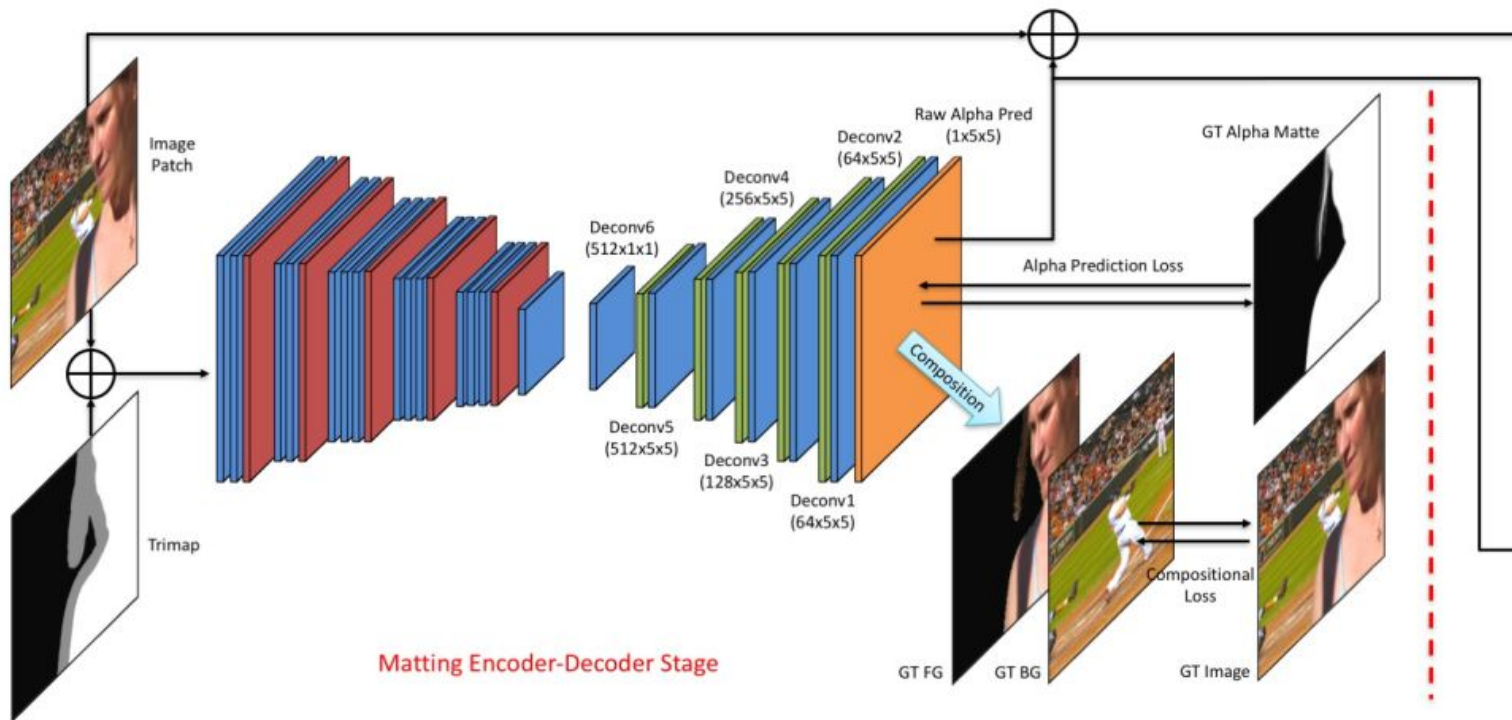 Image
Patch
Trimap
Deconv6
(512x1x1)
Deconv5
(512x5x5)
Deconv4
(256x5x5)
Deconv3
(128x5x5)
Deconv2
(64x5x5)
Deconv1
(64x5x5)
Raw Alpha Pred
(1x5x5)
GT Alpha Matte
Alpha Prediction Loss
Composition
Compositional
Loss
GT FG
GT BG
GT Image
Matting Encoder-Decoder Stage